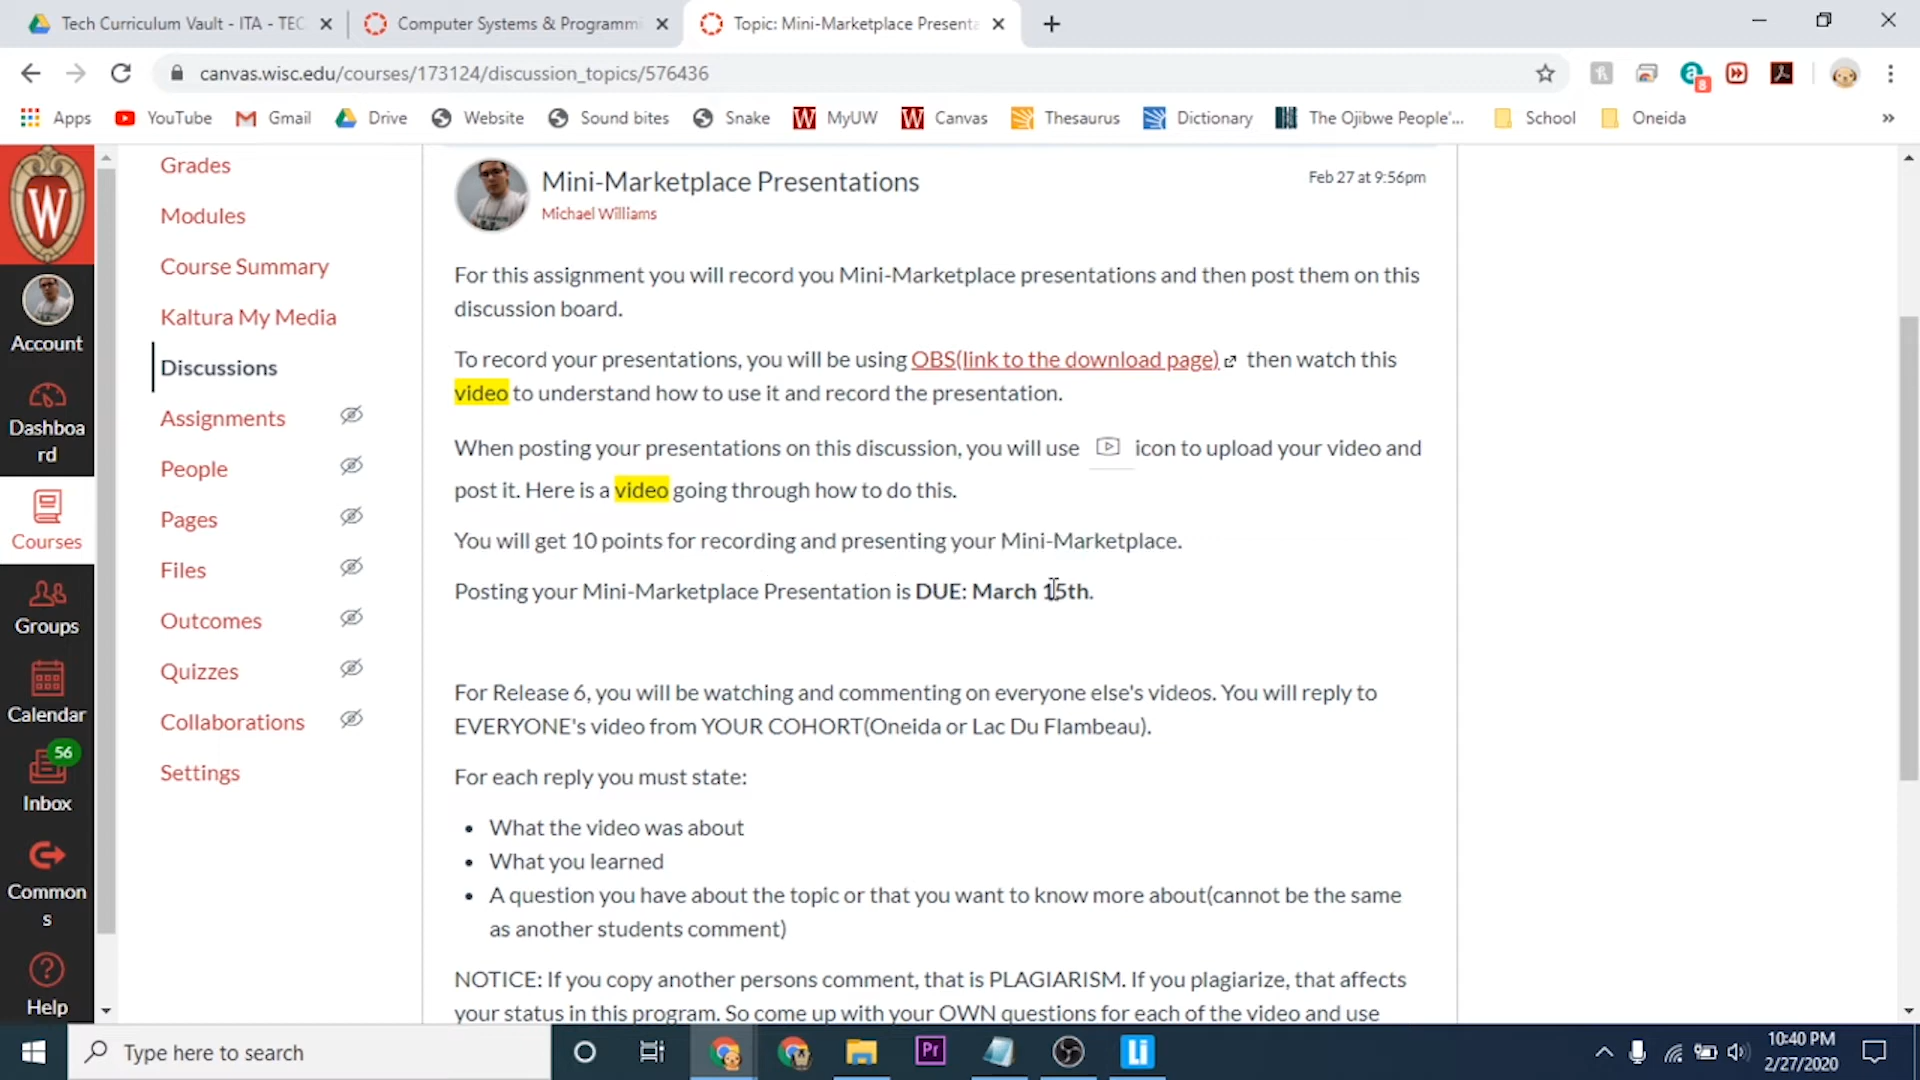 Tech Curriculum Vault - ITA - TEC
Computer Systems & Programmi
Topic: Mini-Marketplace Presenta
canvas.wisc.edu/courses/173124/discussion_topics/576436
8
Apps
YouTube
Gmail
Drive
Website
Sound bites
Snake
W
MyUW
W
Canvas
Thesaurus
Dictionary
The Ojibwe People'...
School
Oneida
»
W
Account
Dashboa
rd
Courses
Groups
Calendar
56
Inbox
Common
s
Help
Grades
Modules
Course Summary
Kaltura My Media
Discussions
Assignments
People
Pages
Files
Outcomes
Quizzes
Collaborations
Settings
Mini-Marketplace Presentations
Feb 27 at 9:56pm
Michael Williams
For this assignment you will record you Mini-Marketplace presentations and then post them on this
discussion board.
To record your presentations, you will be using OBS(link to the download page) then watch this
video to understand how to use it and record the presentation.
When posting your presentations on this discussion, you will use icon to upload your video and
post it. Here is a video going through how to do this.
You will get 10 points for recording and presenting your Mini-Marketplace.
Posting your Mini-Marketplace Presentation is DUE: March 15th.
For Release 6, you will be watching and commenting on everyone else's videos. You will reply to
EVERYONE's video from YOUR COHORT(Oneida or Lac Du Flambeau).
For each reply you must state:
• What the video was about
• What you learned
• A question you have about the topic or that you want to know more about(cannot be the same
as another students comment)
NOTICE: If you copy another persons comment, that is PLAGIARISM. If you plagiarize, that affects
your status in this program. So come up with your OWN questions for each of the video and use
Type here to search
Pr
Li
10:40 PM
2/27/2020